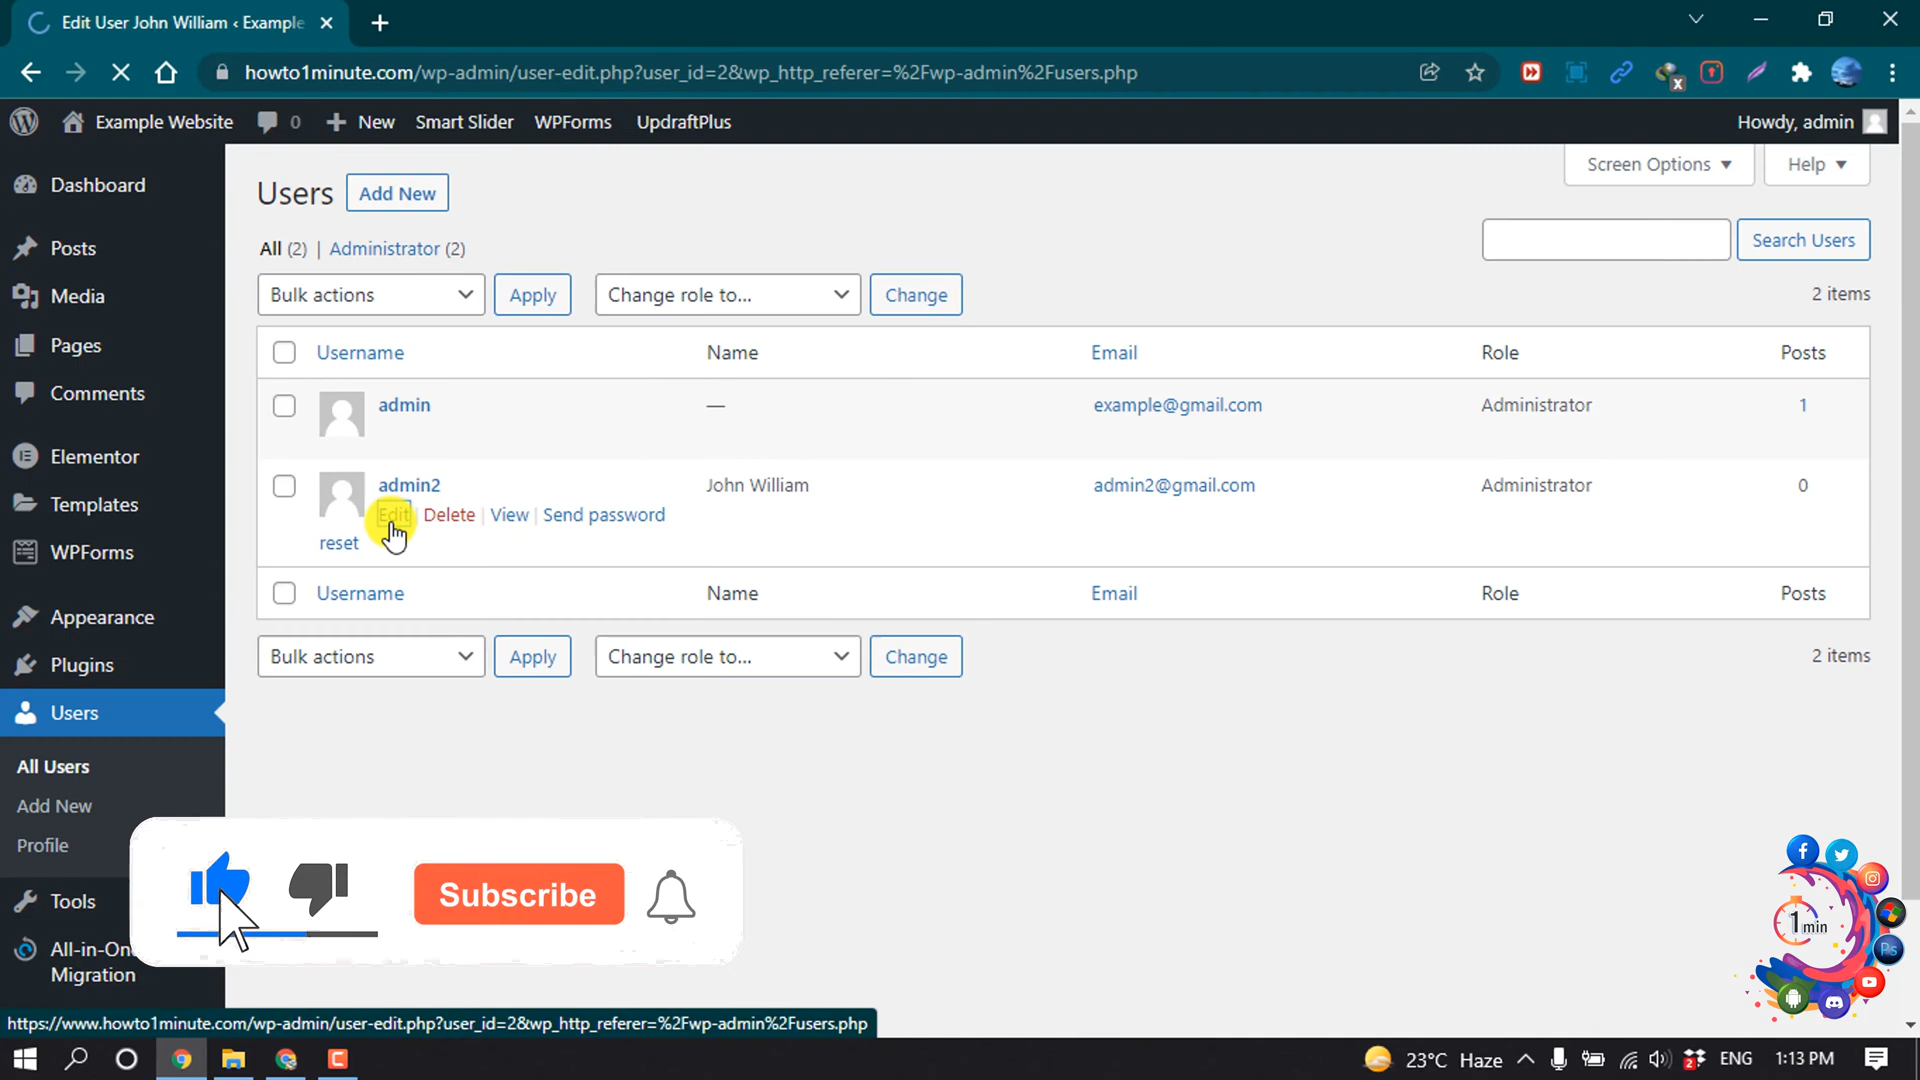 Edit User John William ‹ Example
howto1minute.com/wp-admin/user-edit.php?user_id=2&wp_http_referer=%2Fwp-admin%2Fusers.php
Example Website 0 New Smart Slider WPForms UpdraftPlus Howdy, admin
Screen Options Help
Dashboard
Posts
Media
Pages
Comments
Elementor
Templates
WPForms
Appearance
Plugins
Users
All Users
Add New
Profile
Tools
All-in-On
Migration
Users Add New
All (2) | Administrator (2)
Search Users
Bulk actions Apply Change role to... Change 2 items
Username Name Email Role Posts
admin — example@gmail.com Administrator 1
admin2 John William admin2@gmail.com Administrator 0
Edit | Delete | View | Send password
reset
Username Name Email Role Posts
Bulk actions Apply Change role to... Change 2 items
Subscribe
1 min
Ps
https://www.howto1minute.com/wp-admin/user-edit.php?user_id=2&wp_http_referer=%2Fwp-admin%2Fusers.php
23°C Haze ENG 1:13 PM